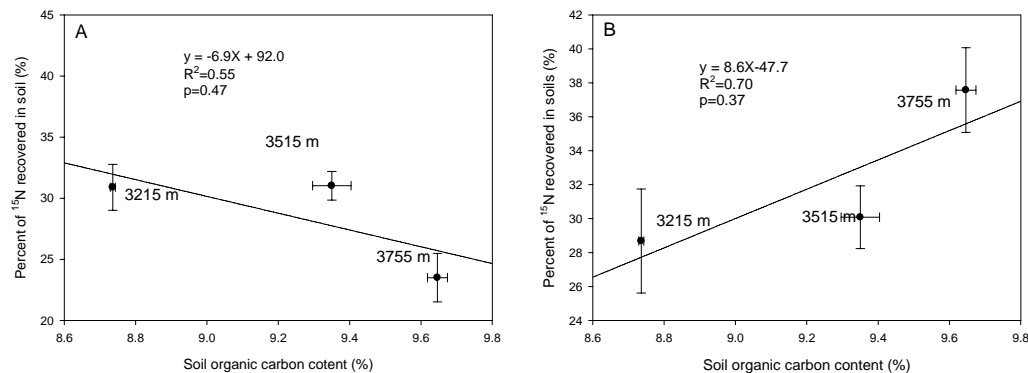 A
y = -6.9X + 92.0
R²=0.55
p=0.47
3515 m
3215 m
3755 m
Percent of ¹⁵N recovered in soil (%)
45
40
35
30
25
20
8.6 8.8 9.0 9.2 9.4 9.6 9.8
Soil organic carbon cotent (%)
B
y = 8.6X-47.7
R²=0.70
p=0.37
3755 m
3215 m
3515 m
Percent of ¹⁵N recovered in soils (%)
42
40
38
36
34
32
30
28
26
24
8.6 8.8 9.0 9.2 9.4 9.6 9.8
Soil organic carbon content (%)